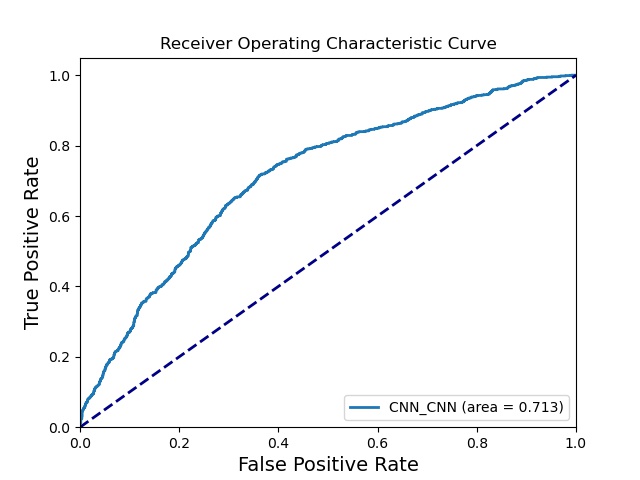 Receiver Operating Characteristic Curve
1.0
0.8
0.6
0.4
0.2
0.0
True Positive Rate
CNN_CNN (area = 0.713)
0.0 0.2 0.4 0.6 0.8 1.0
False Positive Rate